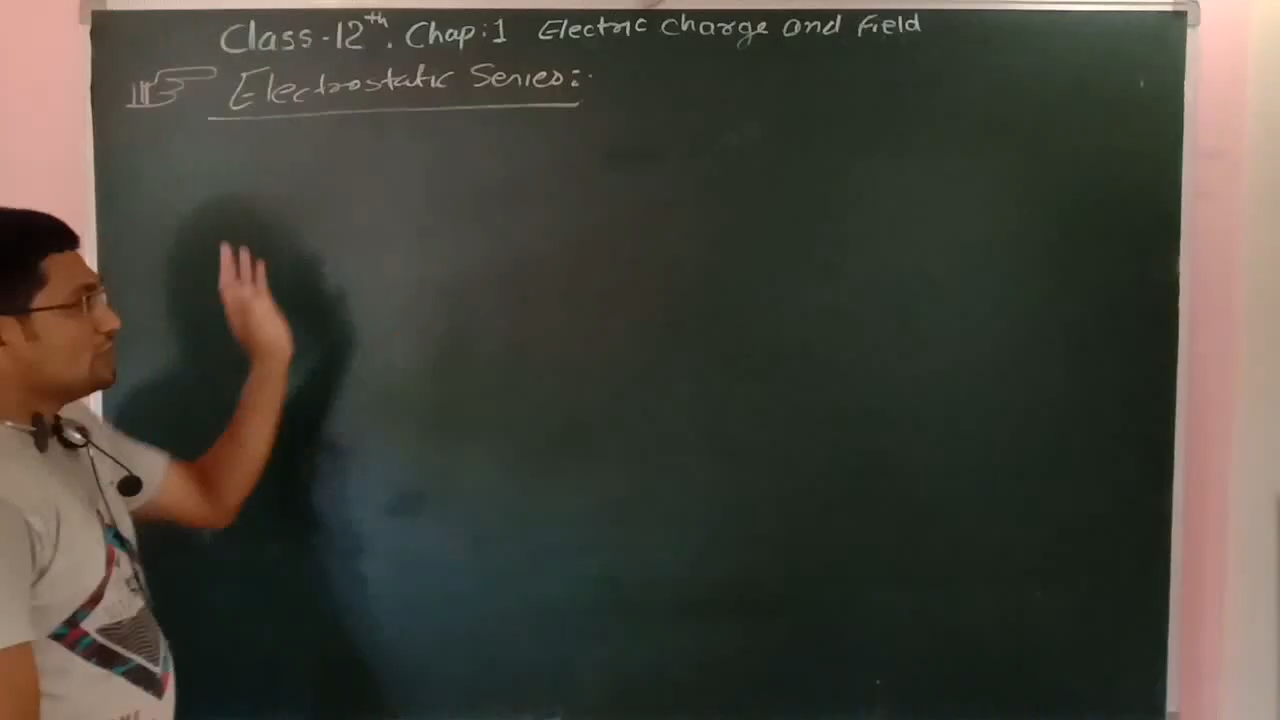 Class-12th. Chap:1 Electric Charge and Field
Electrostatic Series:-